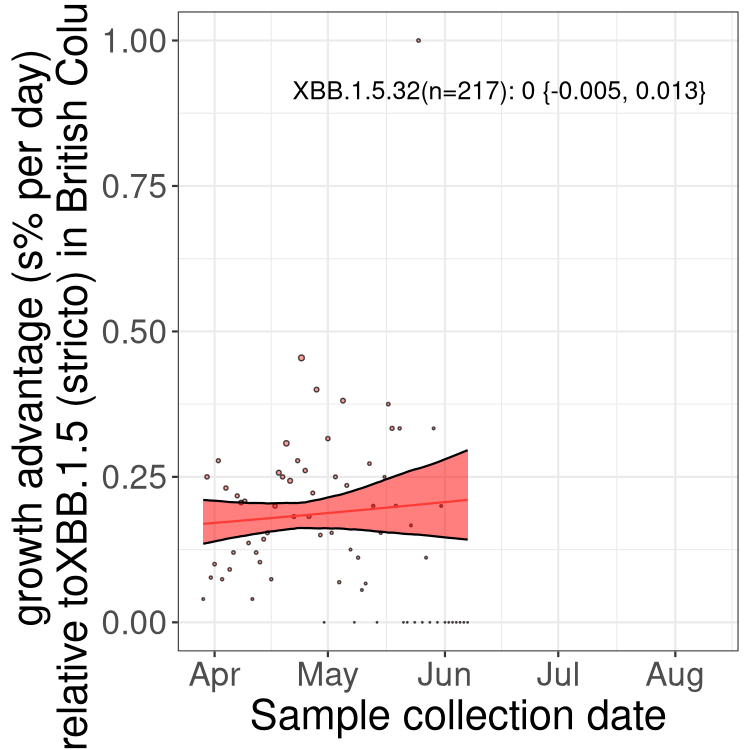 growth advantage (s% per day)
relative toXBB.1.5 (stricto) in British Colu
1.00
0.75
0.50
0.25
0.00
XBB.1.5.32(n=217): 0 {-0.005, 0.013}
Apr May Jun Jul Aug
Sample collection date